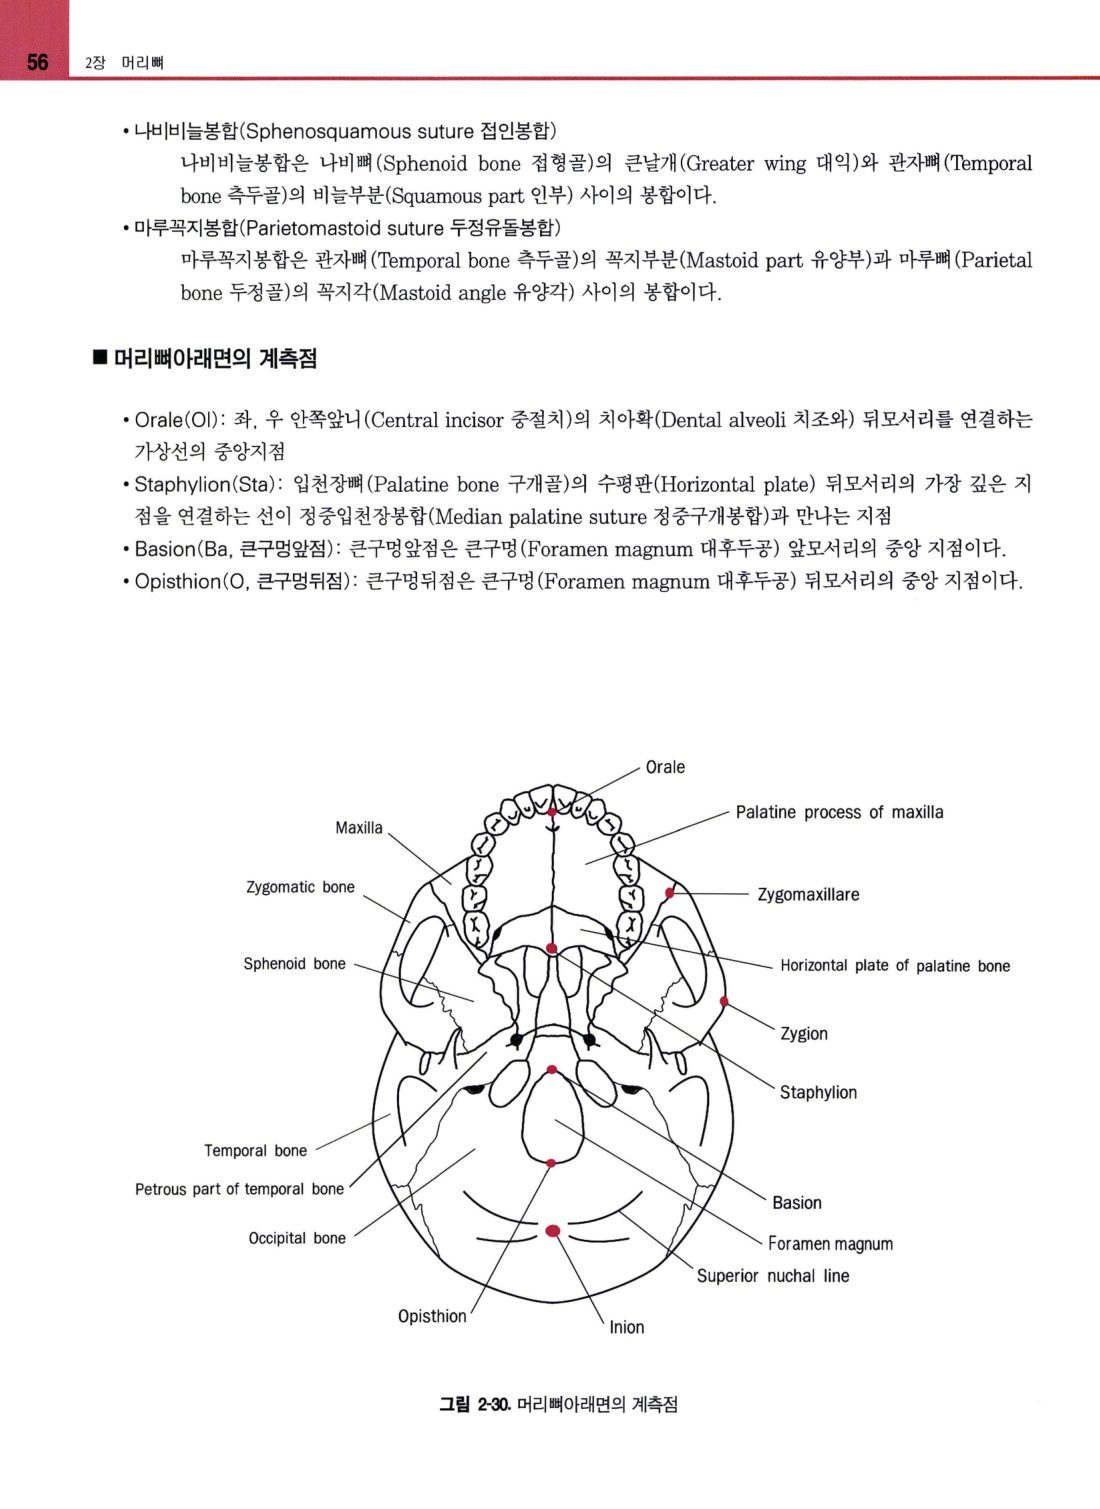 56
2장 머리뼈
• 나비비늘봉합(Sphenosquamous suture 접인봉합)
나비비늘봉합은 나비뼈(Sphenoid bone 접형골)의 큰날개(Greater wing 대익)와 관자뼈(Temporal
bone 측두골)의 비늘부분(Squamous part 인부) 사이의 봉합이다.
• 마루꼭지봉합(Parietomastoid suture 두정유돌봉합)
마루꼭지봉합은 관자뼈(Temporal bone 측두골)의 꼭지부분(Mastoid part 유양부)과 마루뼈(Parietal
bone 두정골)의 꼭지각(Mastoid angle 유양각) 사이의 봉합이다.
■ 머리뼈아래면의 계측점
• Orale(Ol): 좌, 우 안쪽앞니(Central incisor 중절치)의 치아확(Dental alveoli 치조와) 뒤모서리를 연결하는
가상선의 중앙지점
• Staphylion(Sta): 입천장뼈(Palatine bone 구개골)의 수평판(Horizontal plate) 뒤모서리의 가장 깊은 지
점을 연결하는 선이 정중입천장봉합(Median palatine suture 정중구개봉합)과 만나는 지점
• Basion(Ba, 큰구멍앞점): 큰구멍앞점은 큰구멍(Foramen magnum 대후두공) 앞모서리의 중앙 지점이다.
• Opisthion(O, 큰구멍뒤점): 큰구멍뒤점은 큰구멍(Foramen magnum 대후두공) 뒤모서리의 중앙 지점이다.
Orale
Palatine process of maxilla
Maxilla
Zygomatic bone
Zygomaxillare
Sphenoid bone
Horizontal plate of palatine bone
Zygion
Staphylion
Temporal bone
Petrous part of temporal bone
Basion
Occipital bone
Foramen magnum
Superior nuchal line
Opisthion
Inion
그림 2-30. 머리뼈아래면의 계측점